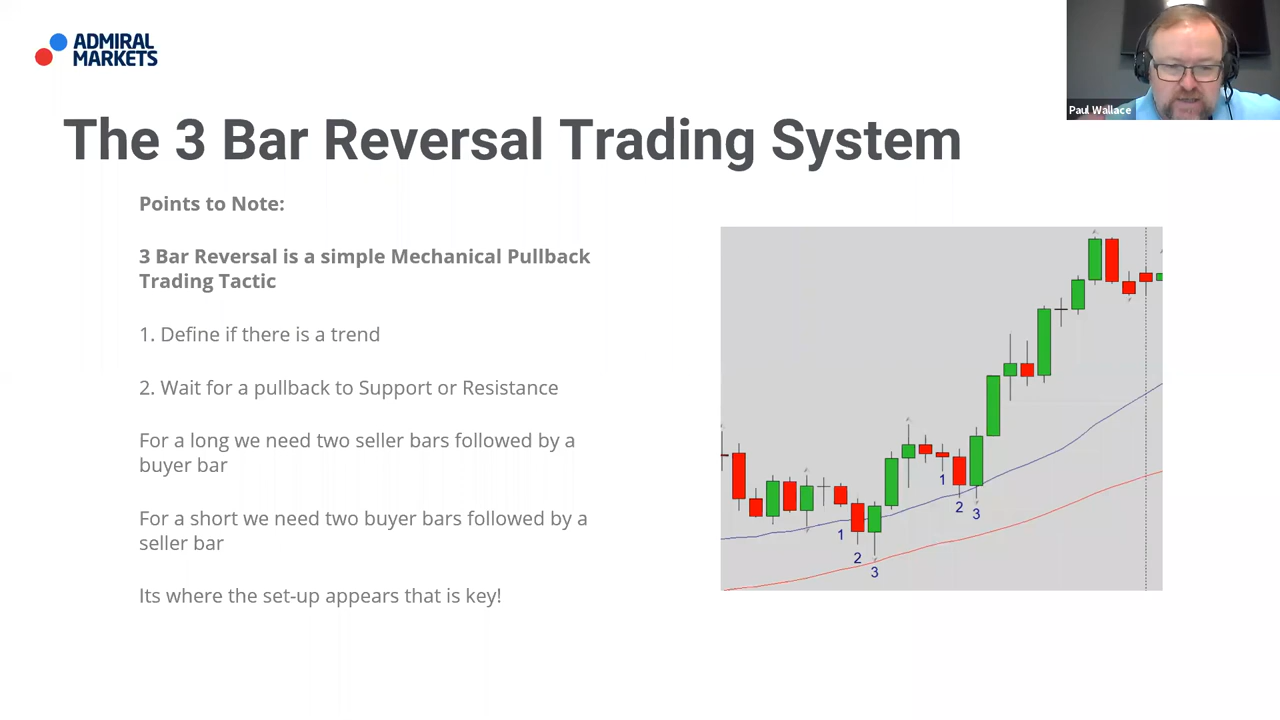 ADMIRAL
MARKETS
Paul Wallace
The 3 Bar Reversal Trading System
Points to Note:
3 Bar Reversal is a simple Mechanical Pullback
Trading Tactic
1. Define if there is a trend
2. Wait for a pullback to Support or Resistance
For a long we need two seller bars followed by a
buyer bar
For a short we need two buyer bars followed by a
seller bar
Its where the set-up appears that is key!
1
2
3
1
2
3